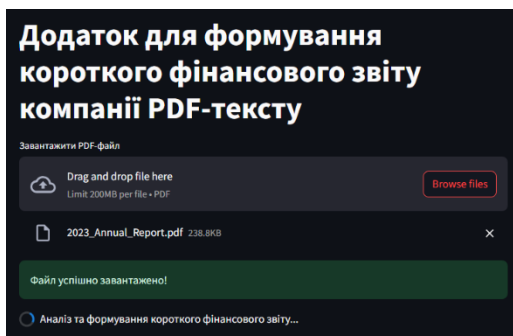 Додаток для формування
короткого фінансового звіту
компанії PDF-тексту
Завантажити PDF-файл
Drag and drop file here
Limit 200MB per file • PDF
Browse files
2023_Annual_Report.pdf 238.8KB
Файл успішно завантажено!
Аналіз та формування короткого фінансового звіту...